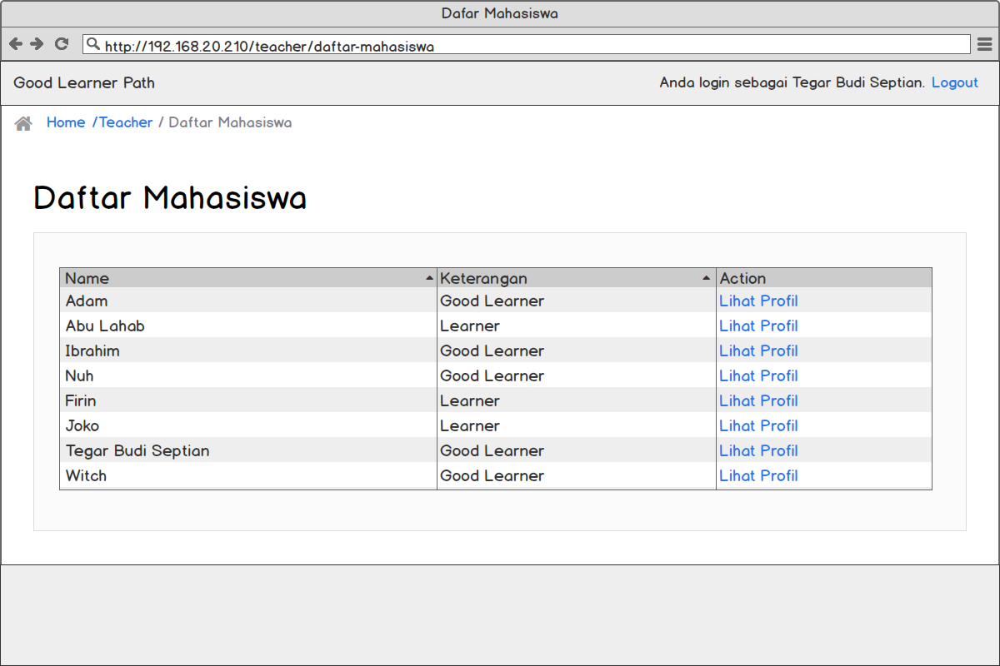 Dafar Mahasiswa
http://192.168.20.210/teacher/daftar-mahasiswa
Good Learner Path Anda login sebagai Tegar Budi Septian. Logout
Home /Teacher / Daftar Mahasiswa
Daftar Mahasiswa
Name Keterangan Action
Adam Good Learner Lihat Profil
Abu Lahab Learner Lihat Profil
Ibrahim Good Learner Lihat Profil
Nuh Good Learner Lihat Profil
Firin Learner Lihat Profil
Joko Learner Lihat Profil
Tegar Budi Septian Good Learner Lihat Profil
Witch Good Learner Lihat Profil